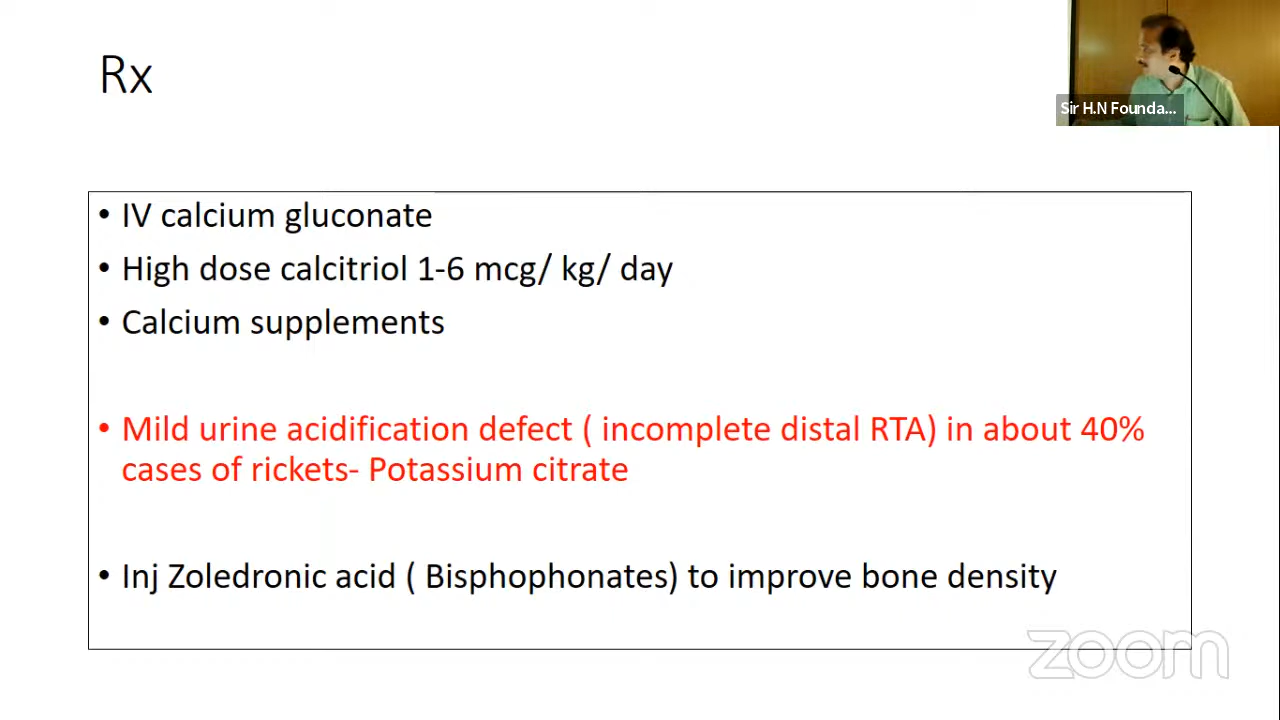 Rx
Sir H.N Founda...
• IV calcium gluconate
• High dose calcitriol 1-6 mcg/ kg/ day
• Calcium supplements
• Mild urine acidification defect ( incomplete distal RTA) in about 40%
cases of rickets- Potassium citrate
• Inj Zoledronic acid ( Bisphophonates) to improve bone density
zoom